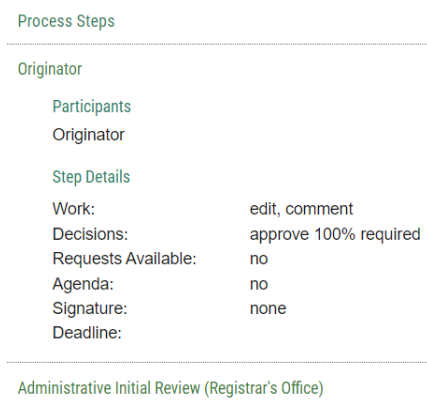 Process Steps
Originator
Participants
Originator
Step Details
Work: edit, comment
Decisions: approve 100% required
Requests Available: no
Agenda: no
Signature: none
Deadline:
Administrative Initial Review (Registrar's Office)